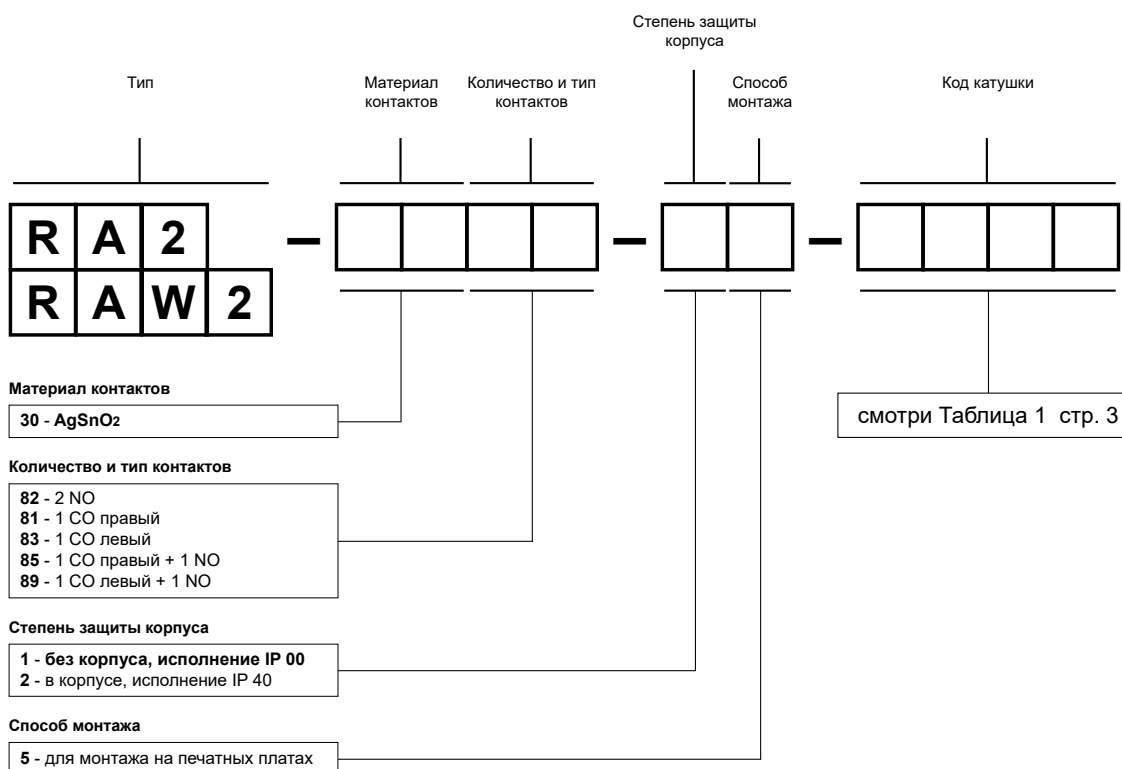 Степень защиты
корпуса
Тип
Материал
контактов
Количество и тип
контактов
Способ
монтажа
Код катушки
R A 2 – – –
R A W 2
Материал контактов
30 - AgSnO2
смотри Таблица 1 стр. 3
Количество и тип контактов
82 - 2 NO
81 - 1 CO правый
83 - 1 CO левый
85 - 1 CO правый + 1 NO
89 - 1 CO левый + 1 NO
Степень защиты корпуса
1 - без корпуса, исполнение IP 00
2 - в корпусе, исполнение IP 40
Способ монтажа
5 - для монтажа на печатных платах